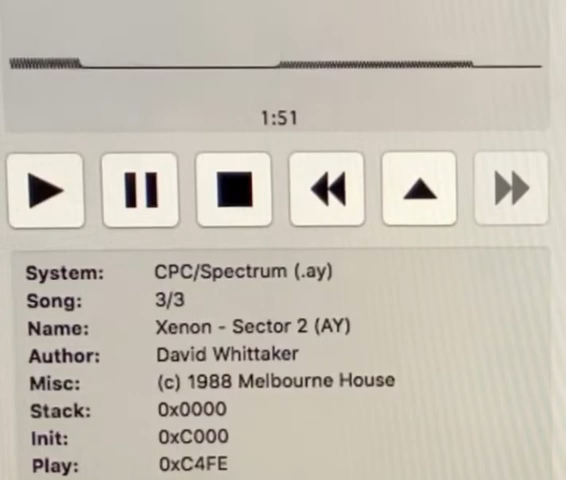 1:51
System: CPC/Spectrum (.ay)
Song: 3/3
Name: Xenon - Sector 2 (AY)
Author: David Whittaker
Misc: (c) 1988 Melbourne House
Stack: 0x0000
Init: 0xC000
Play: 0xC4FE